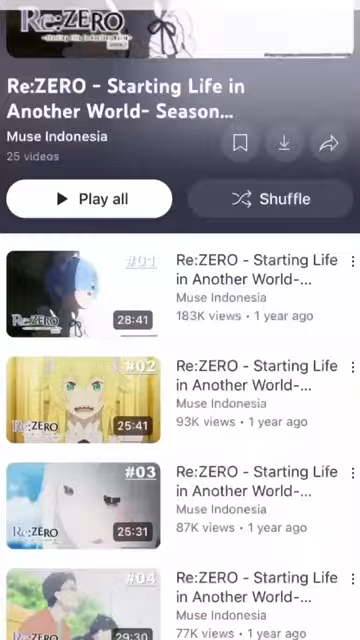 Re:ZERO
Re:ZERO - Starting Life in
Another World- Season...
Muse Indonesia
25 videos
Play all
Shuffle
#01
Re:ZERO
28:41
Re:ZERO - Starting Life
in Another World-...
Muse Indonesia
183K views • 1 year ago
#02
Re:ZERO
25:41
Re:ZERO - Starting Life
in Another World-...
Muse Indonesia
93K views • 1 year ago
#03
Re:ZERO
25:31
Re:ZERO - Starting Life
in Another World-...
Muse Indonesia
87K views • 1 year ago
#04
Re:ZERO
29:30
Re:ZERO - Starting Life
in Another World-...
Muse Indonesia
77K views • 1 year ago